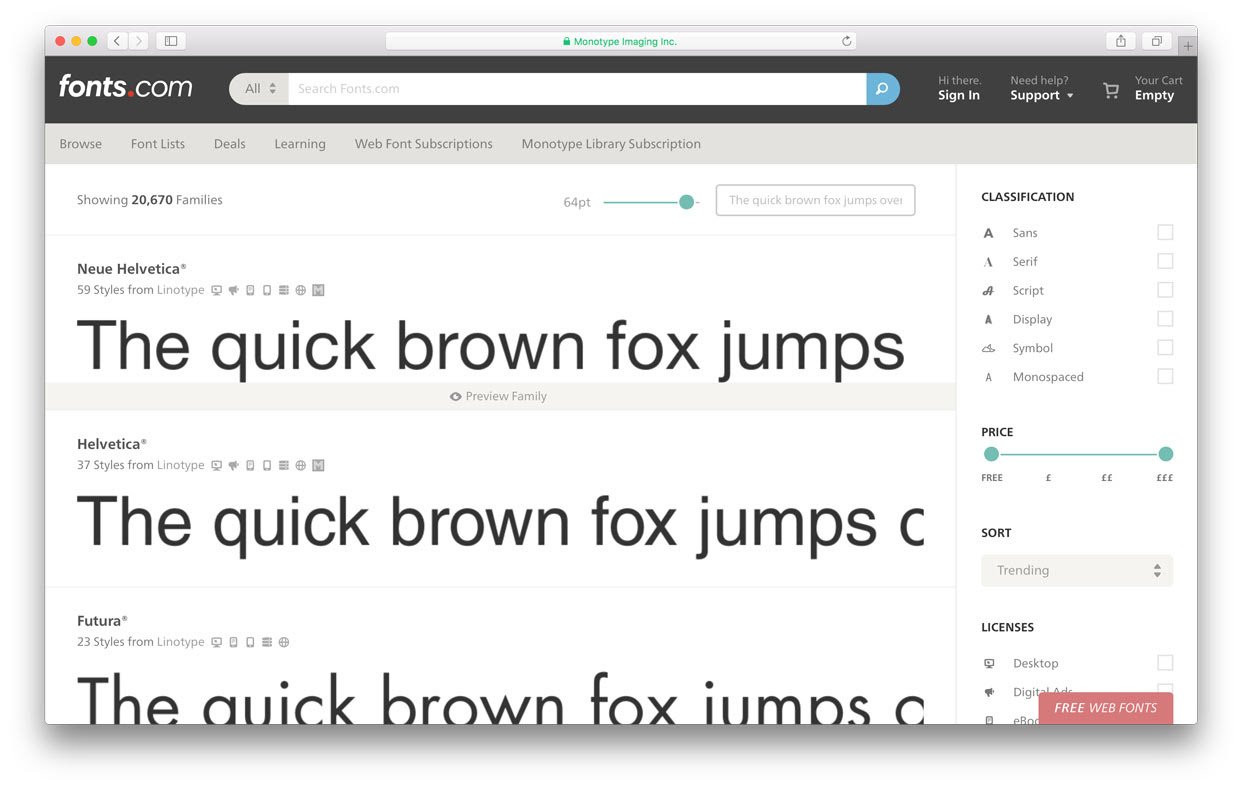 Monotype Imaging Inc.
fonts.com
All
Search Fonts.com
Hi there.
Sign In
Need help?
Support
Your Cart
Empty
Browse Font Lists Deals Learning Web Font Subscriptions Monotype Library Subscription
Showing 20,670 Families
64pt
The quick brown fox jumps over
Neue Helvetica®
59 Styles from Linotype
The quick brown fox jumps
Preview Family
Helvetica®
37 Styles from Linotype
The quick brown fox jumps
Futura®
23 Styles from Linotype
The quick brown fox jumps
CLASSIFICATION
Sans
Serif
Script
Display
Symbol
Monospaced
PRICE
FREE £ ££ £££
SORT
Trending
LICENSES
Desktop
Digital Ads
FREE WEB FONTS